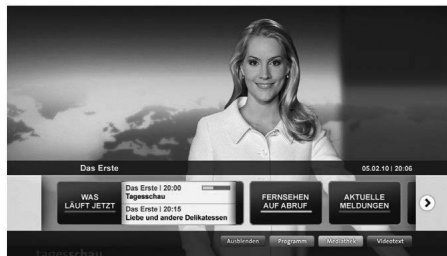 Das Erste
05.02.10 | 20:06
WAS
LÄUFT JETZT
Das Erste | 20:00
Tagesschau
Das Erste | 20:15
Liebe und andere Delikatessen
FERNSEHEN
AUF ABRUF
AKTUELLE
MELDUNGEN
Ausblenden
Programm
Mediathek
Videotext
tagesschau